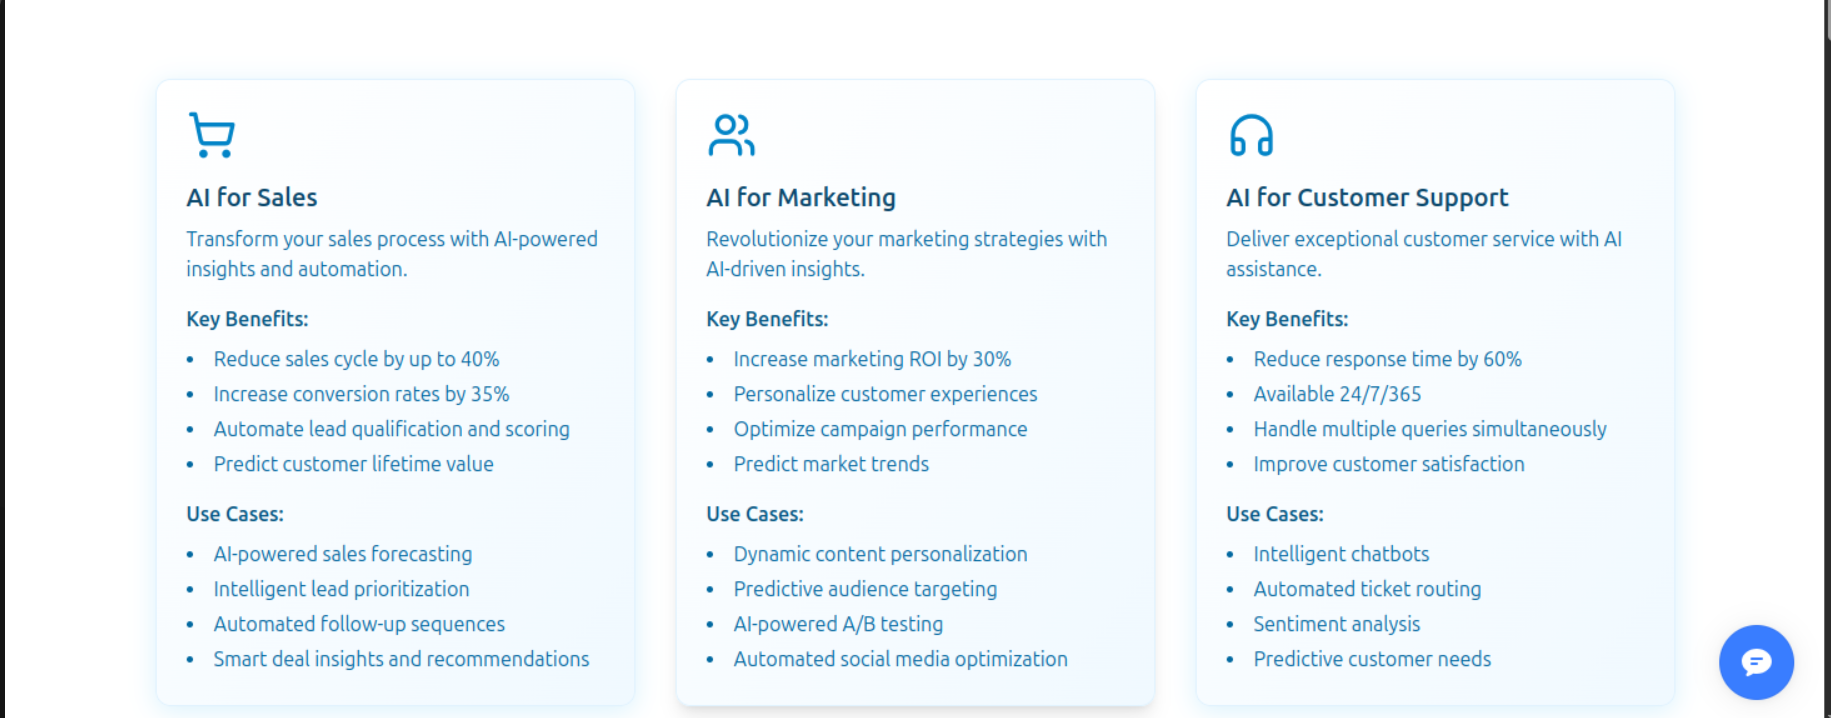 AI for Sales
Transform your sales process with AI-powered
insights and automation.
Key Benefits:
• Reduce sales cycle by up to 40%
• Increase conversion rates by 35%
• Automate lead qualification and scoring
• Predict customer lifetime value
Use Cases:
• AI-powered sales forecasting
• Intelligent lead prioritization
• Automated follow-up sequences
• Smart deal insights and recommendations
AI for Marketing
Revolutionize your marketing strategies with
AI-driven insights.
Key Benefits:
• Increase marketing ROI by 30%
• Personalize customer experiences
• Optimize campaign performance
• Predict market trends
Use Cases:
• Dynamic content personalization
• Predictive audience targeting
• AI-powered A/B testing
• Automated social media optimization
AI for Customer Support
Deliver exceptional customer service with AI
assistance.
Key Benefits:
• Reduce response time by 60%
• Available 24/7/365
• Handle multiple queries simultaneously
• Improve customer satisfaction
Use Cases:
• Intelligent chatbots
• Automated ticket routing
• Sentiment analysis
• Predictive customer needs